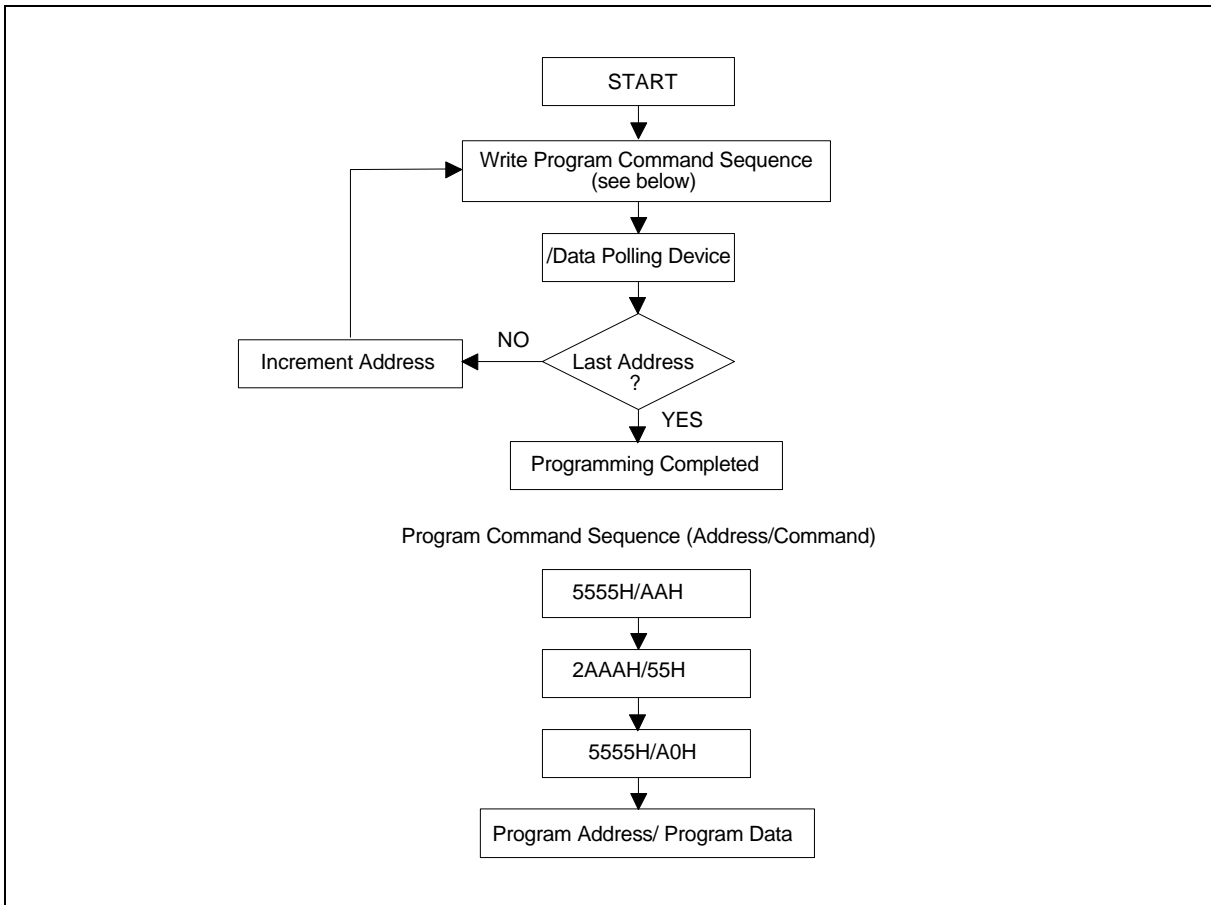 START
Write Program Command Sequence
(see below)
/Data Polling Device
NO
Increment Address
Last Address
?
YES
Programming Completed
Program Command Sequence (Address/Command)
5555H/AAH
2AAAH/55H
5555H/A0H
Program Address/ Program Data